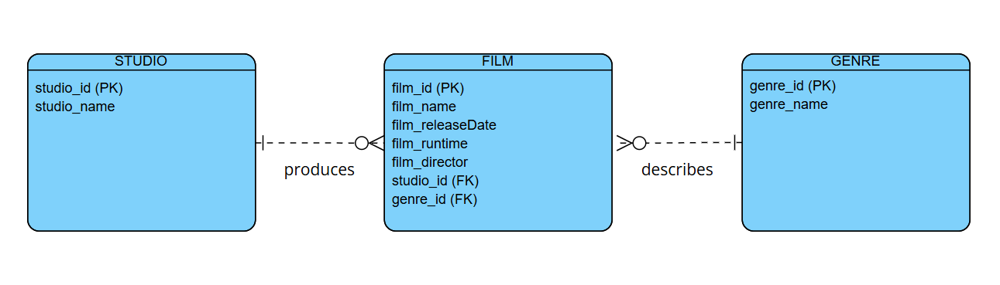 STUDIO
studio_id (PK)
studio_name
produces
FILM
film_id (PK)
film_name
film_releaseDate
film_runtime
film_director
studio_id (FK)
genre_id (FK)
describes
GENRE
genre_id (PK)
genre_name